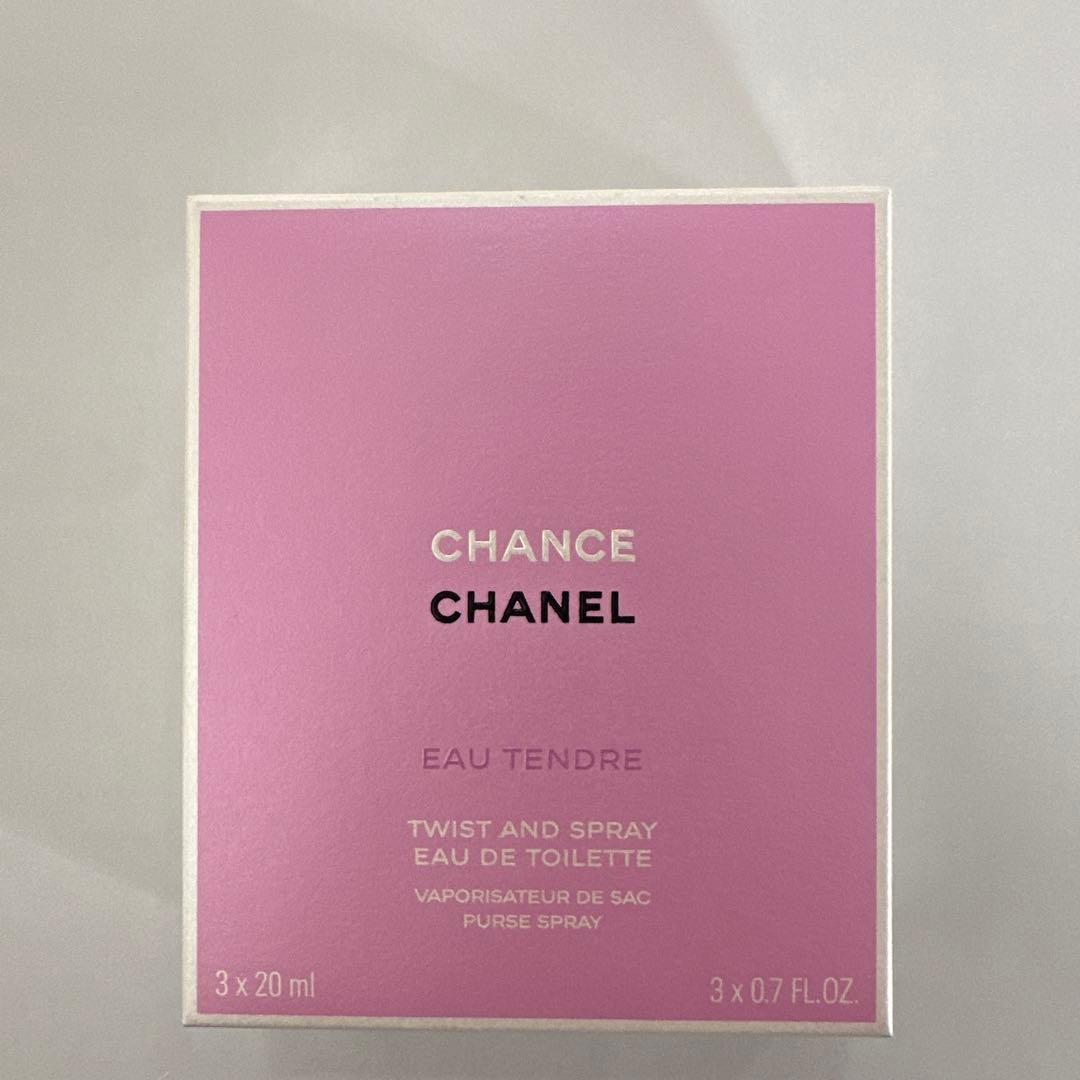 CHANCE
CHANEL
EAU TENDRE
TWIST AND SPRAY
EAU DE TOILETTE
VAPORISATEUR DE SAC
PURSE SPRAY
3 x 20 ml
3 x 0.7 FL.OZ.